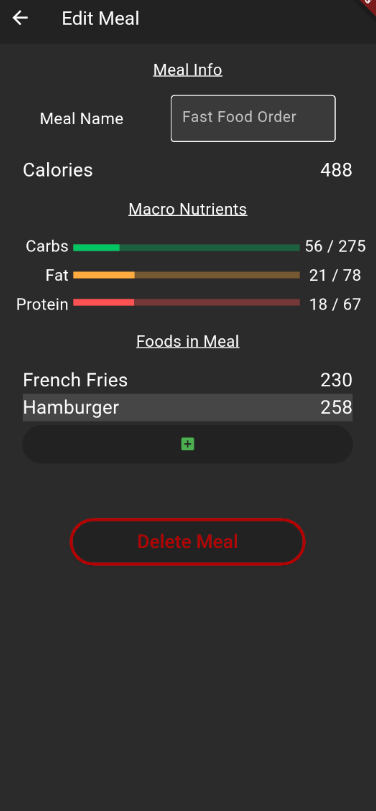 Edit Meal
Meal Info
Meal Name Fast Food Order
Calories 488
Macro Nutrients
Carbs 56 / 275
Fat 21 / 78
Protein 18 / 67
Foods in Meal
French Fries 230
Hamburger 258
Delete Meal